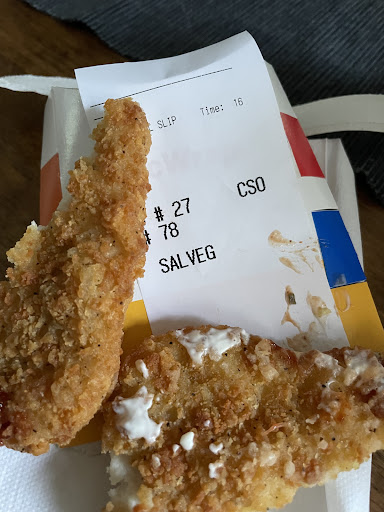 SLIP Time: 16
# 27 CSO
# 78
SALVEG